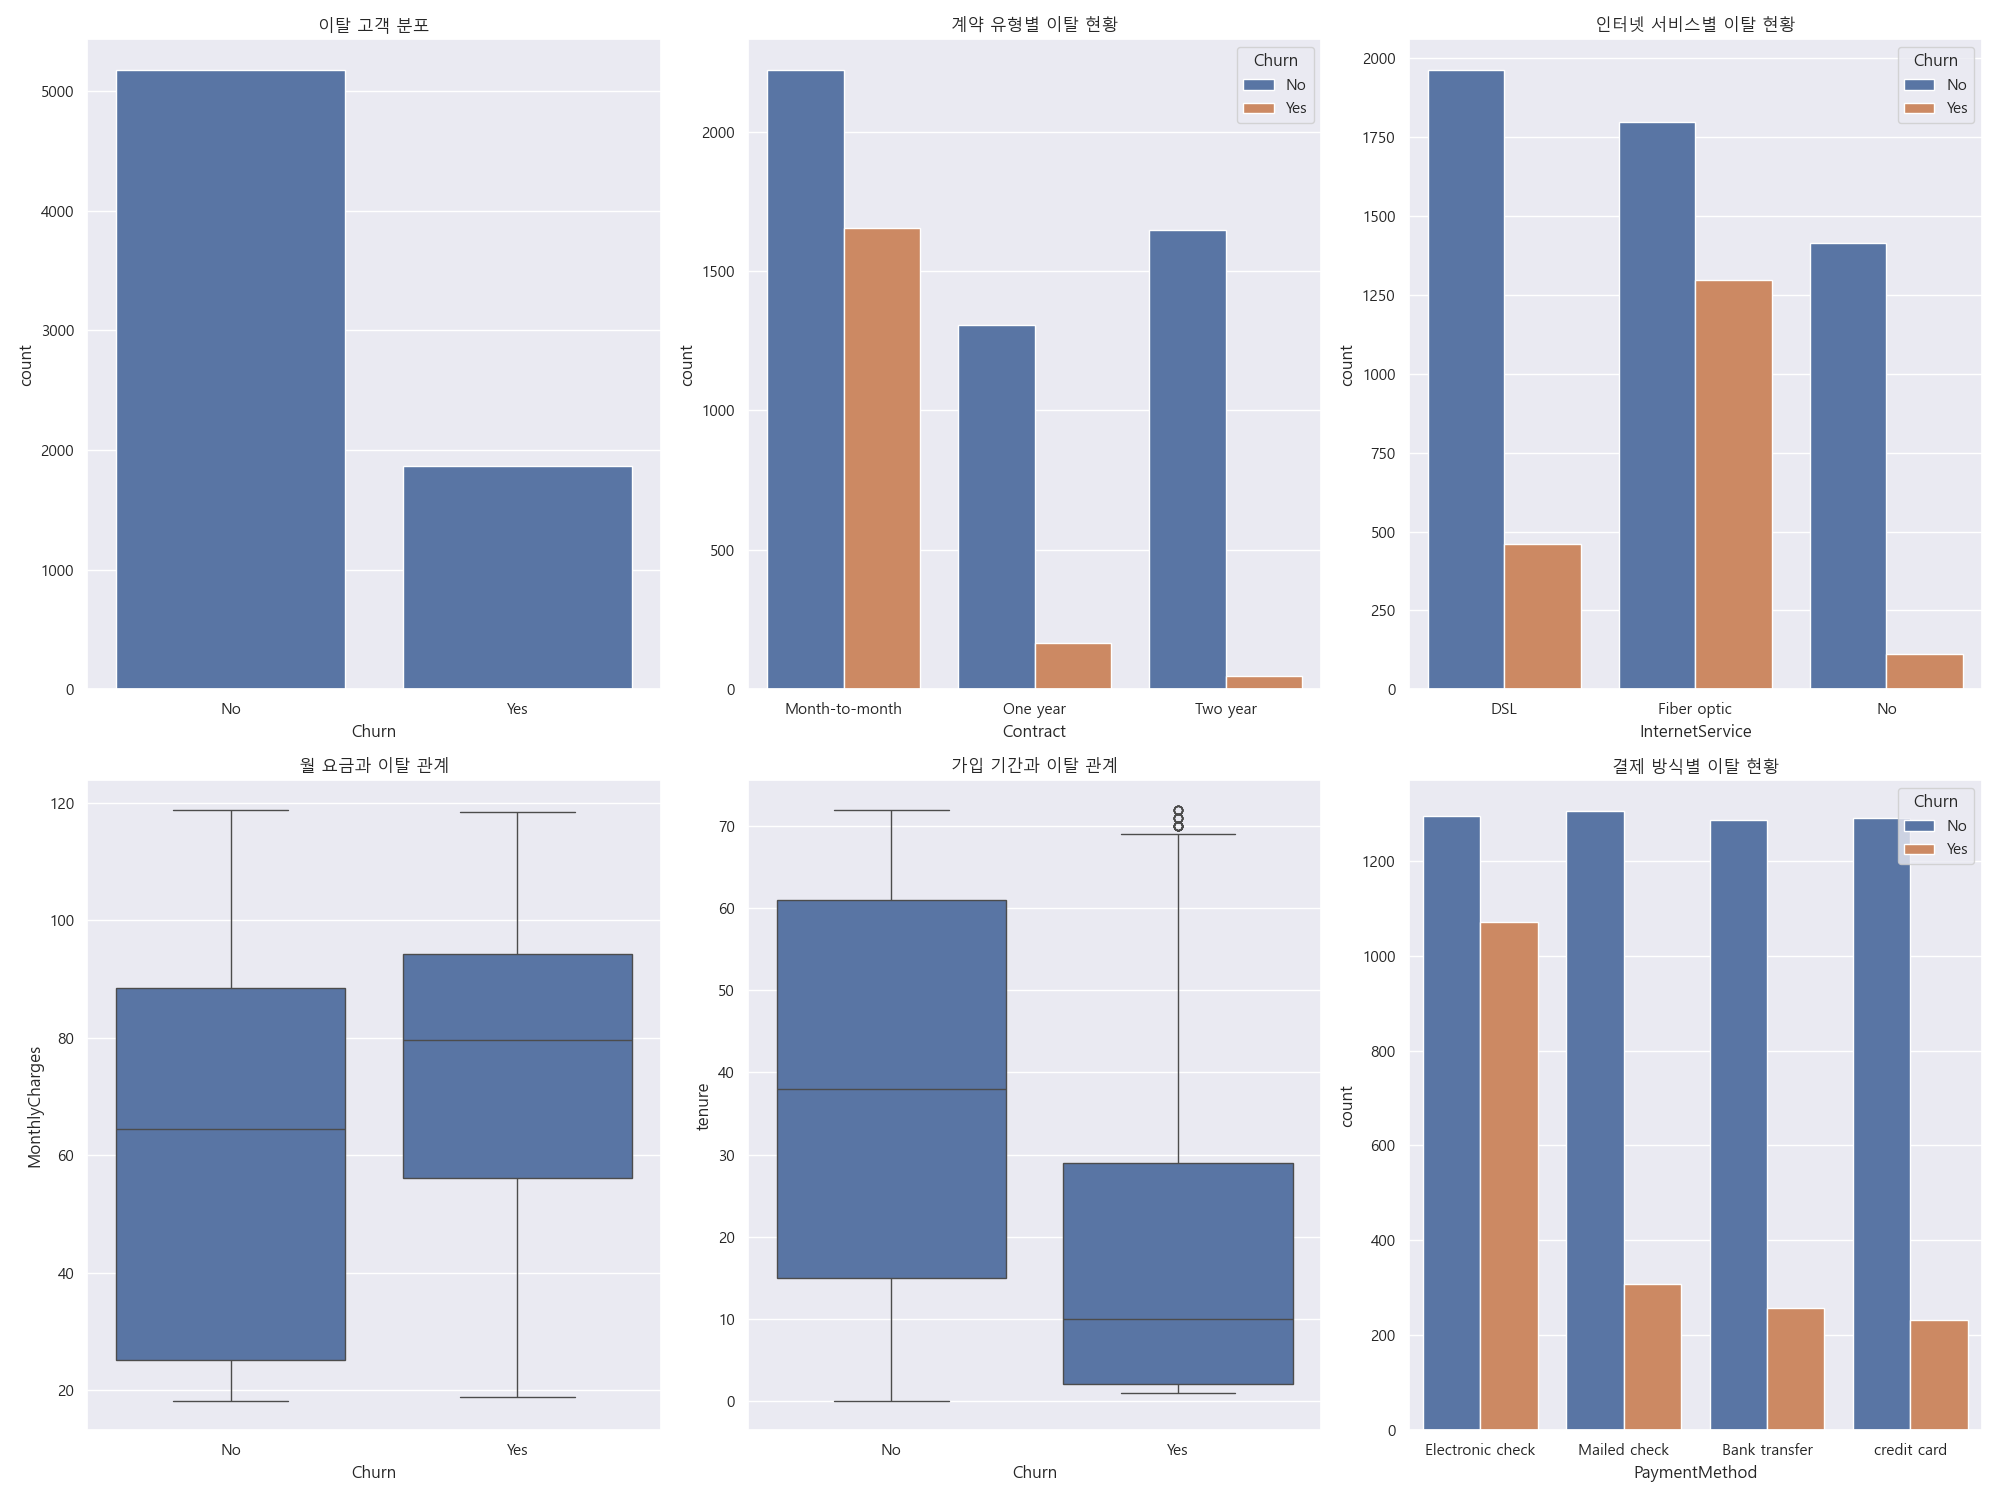 이탈 고객 분포
5000
4000
3000
2000
1000
0
count
No
Yes
Churn
계약 유형별 이탈 현황
Churn
No
Yes
2000
1500
1000
500
0
count
Month-to-month
One year
Two year
Contract
인터넷 서비스별 이탈 현황
Churn
No
Yes
2000
1750
1500
1250
1000
750
500
250
0
count
DSL
Fiber optic
No
InternetService
월 요금과 이탈 관계
120
100
80
60
40
20
MonthlyCharges
No
Yes
Churn
가입 기간과 이탈 관계
70
60
50
40
30
20
10
0
tenure
No
Yes
Churn
결제 방식별 이탈 현황
Churn
No
Yes
1200
1000
800
600
400
200
0
count
Electronic check
Mailed check
Bank transfer
credit card
PaymentMethod